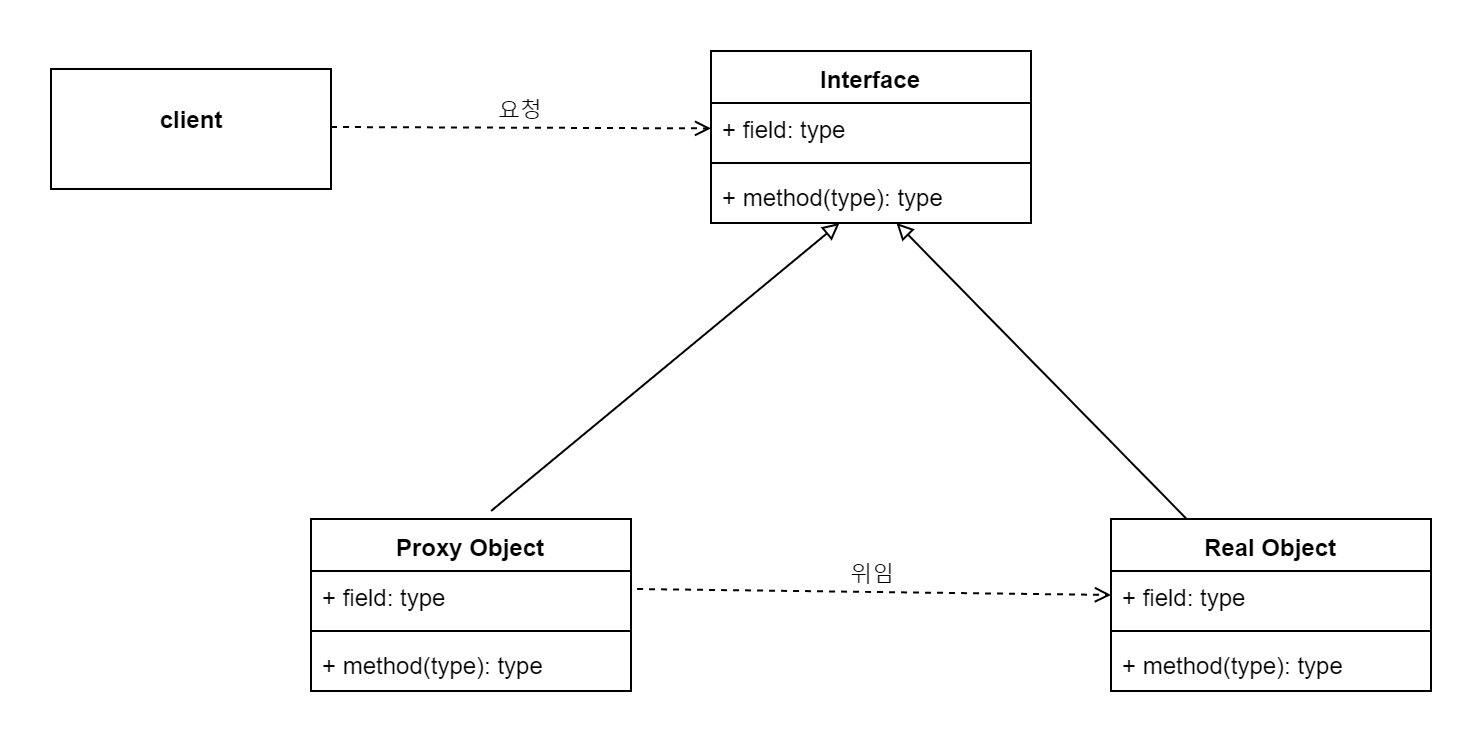 client
요청
Interface
+ field: type
+ method(type): type
Proxy Object
+ field: type
+ method(type): type
위임
Real Object
+ field: type
+ method(type): type